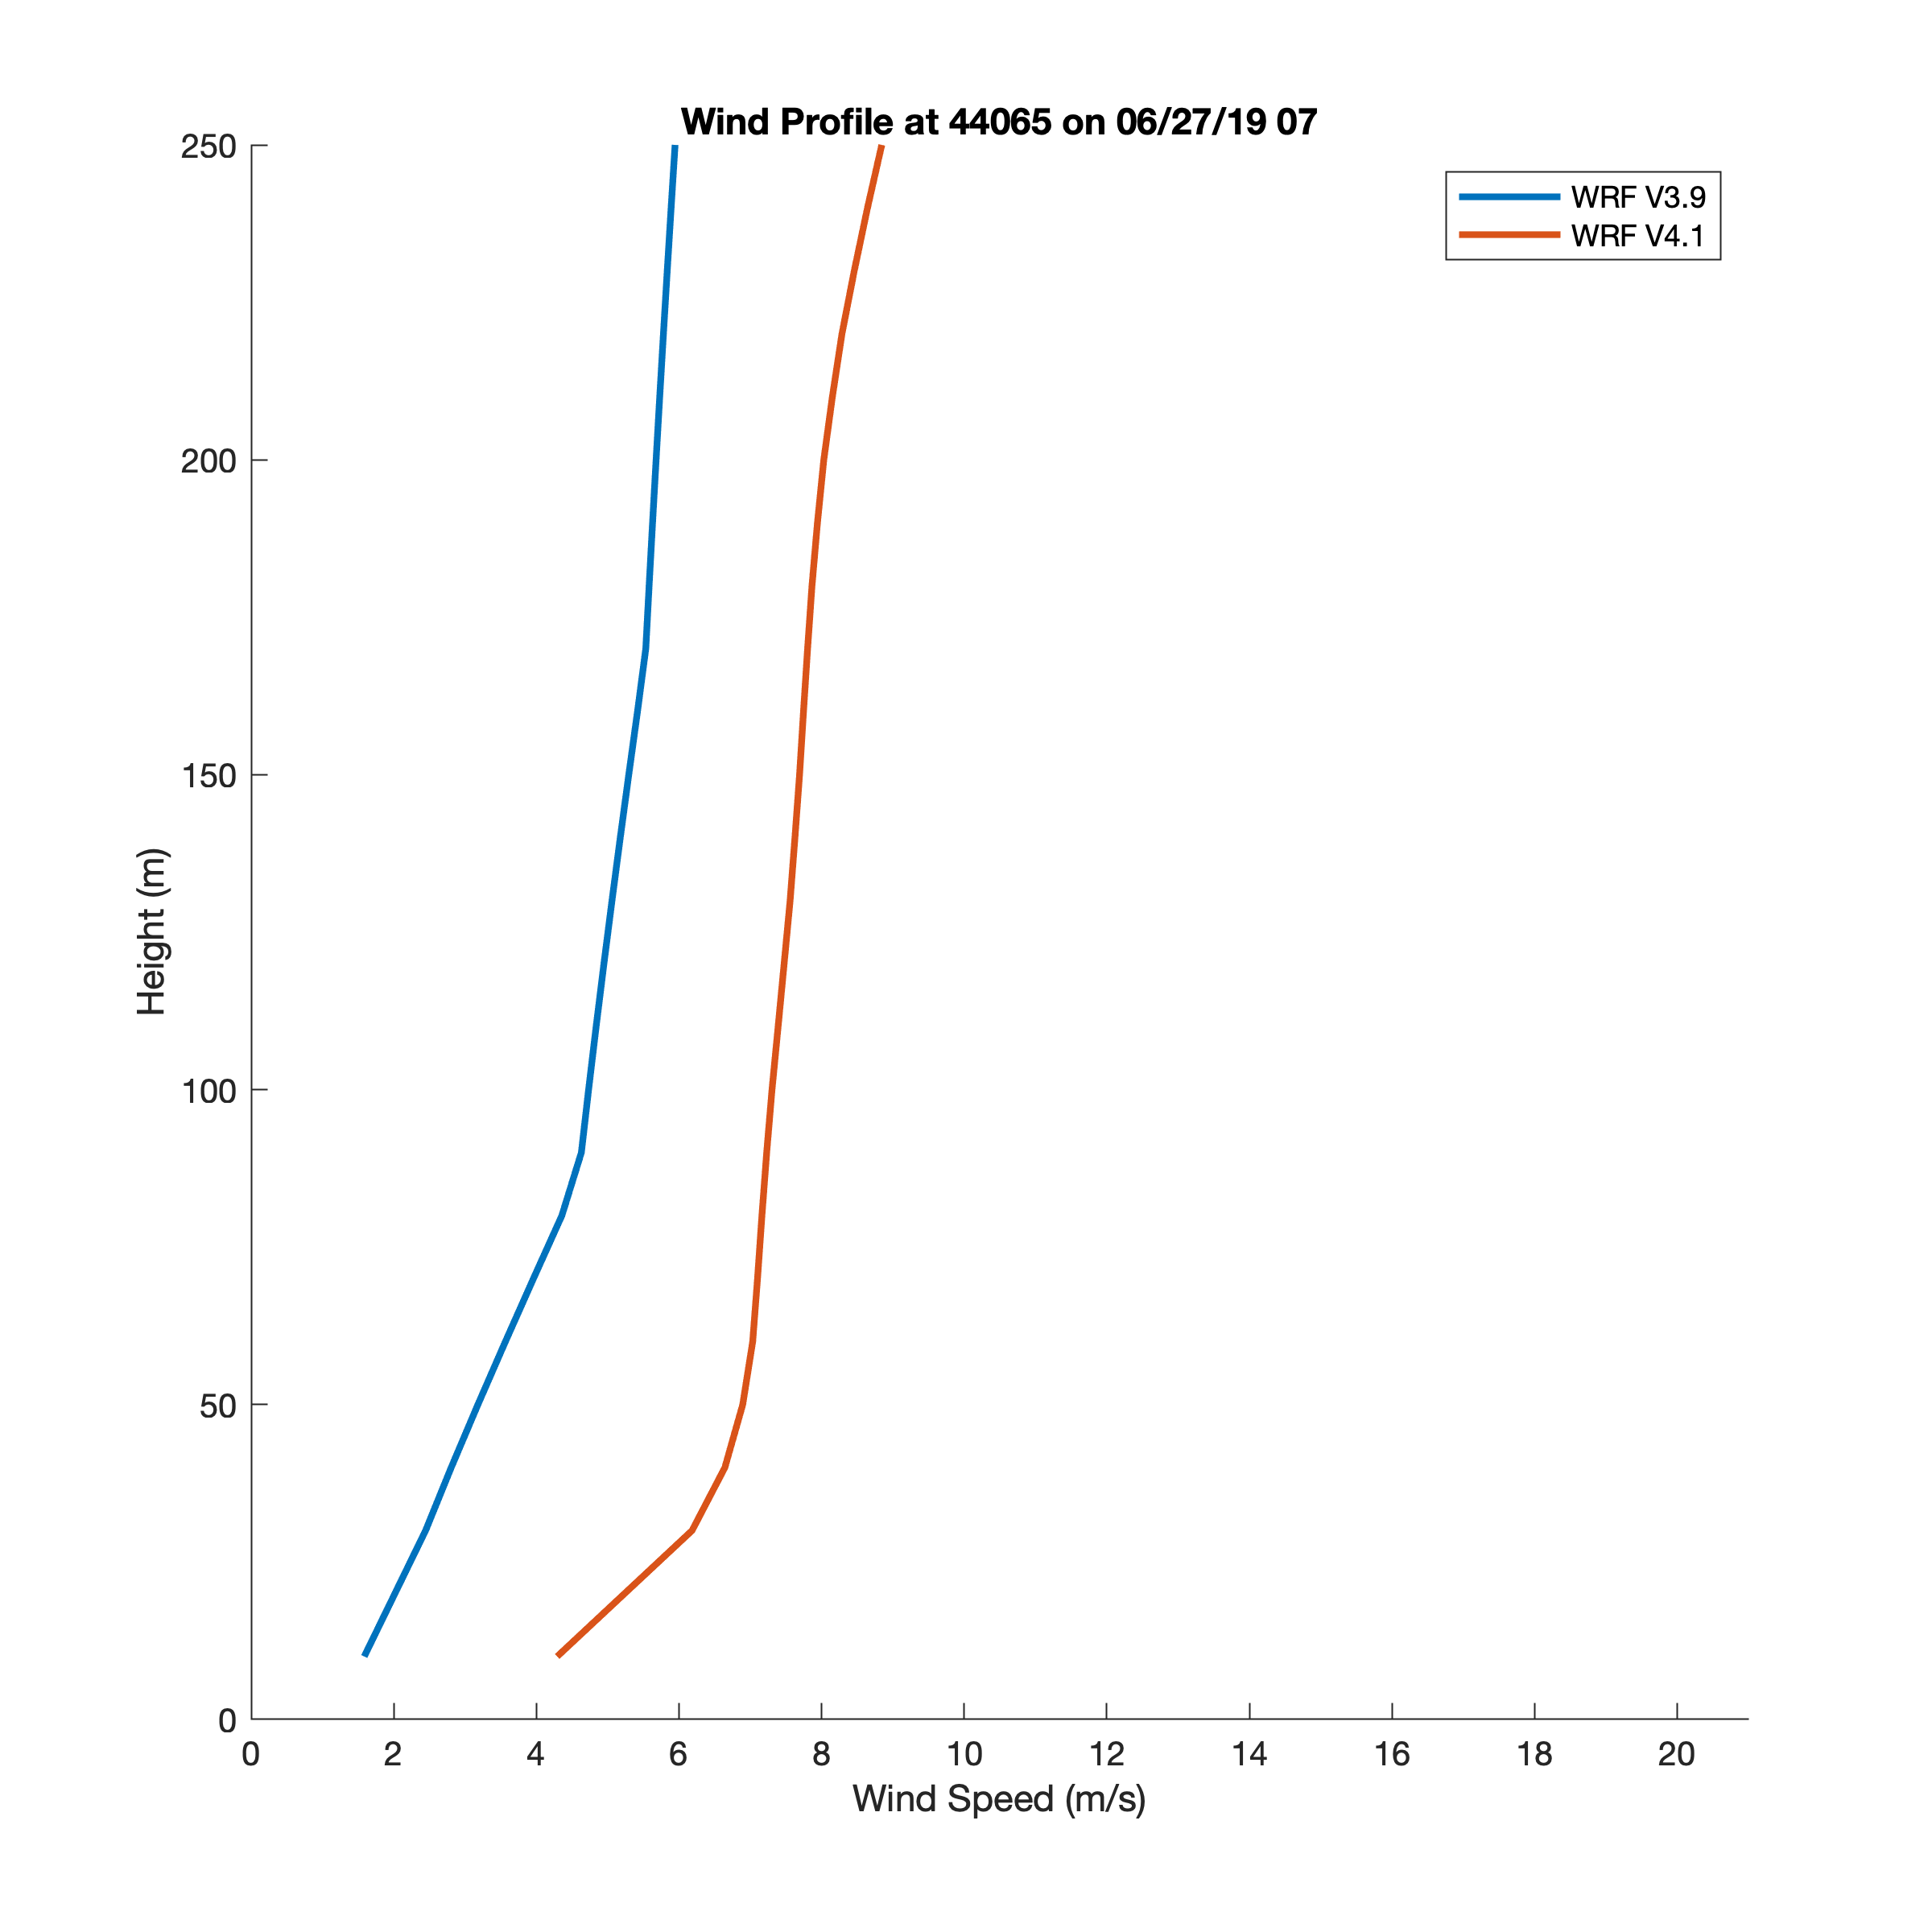 Wind Profile at 44065 on 06/27/19 07
WRF V3.9
WRF V4.1
250
200
150
100
50
0
Height (m)
0 2 4 6 8 10 12 14 16 18 20
Wind Speed (m/s)